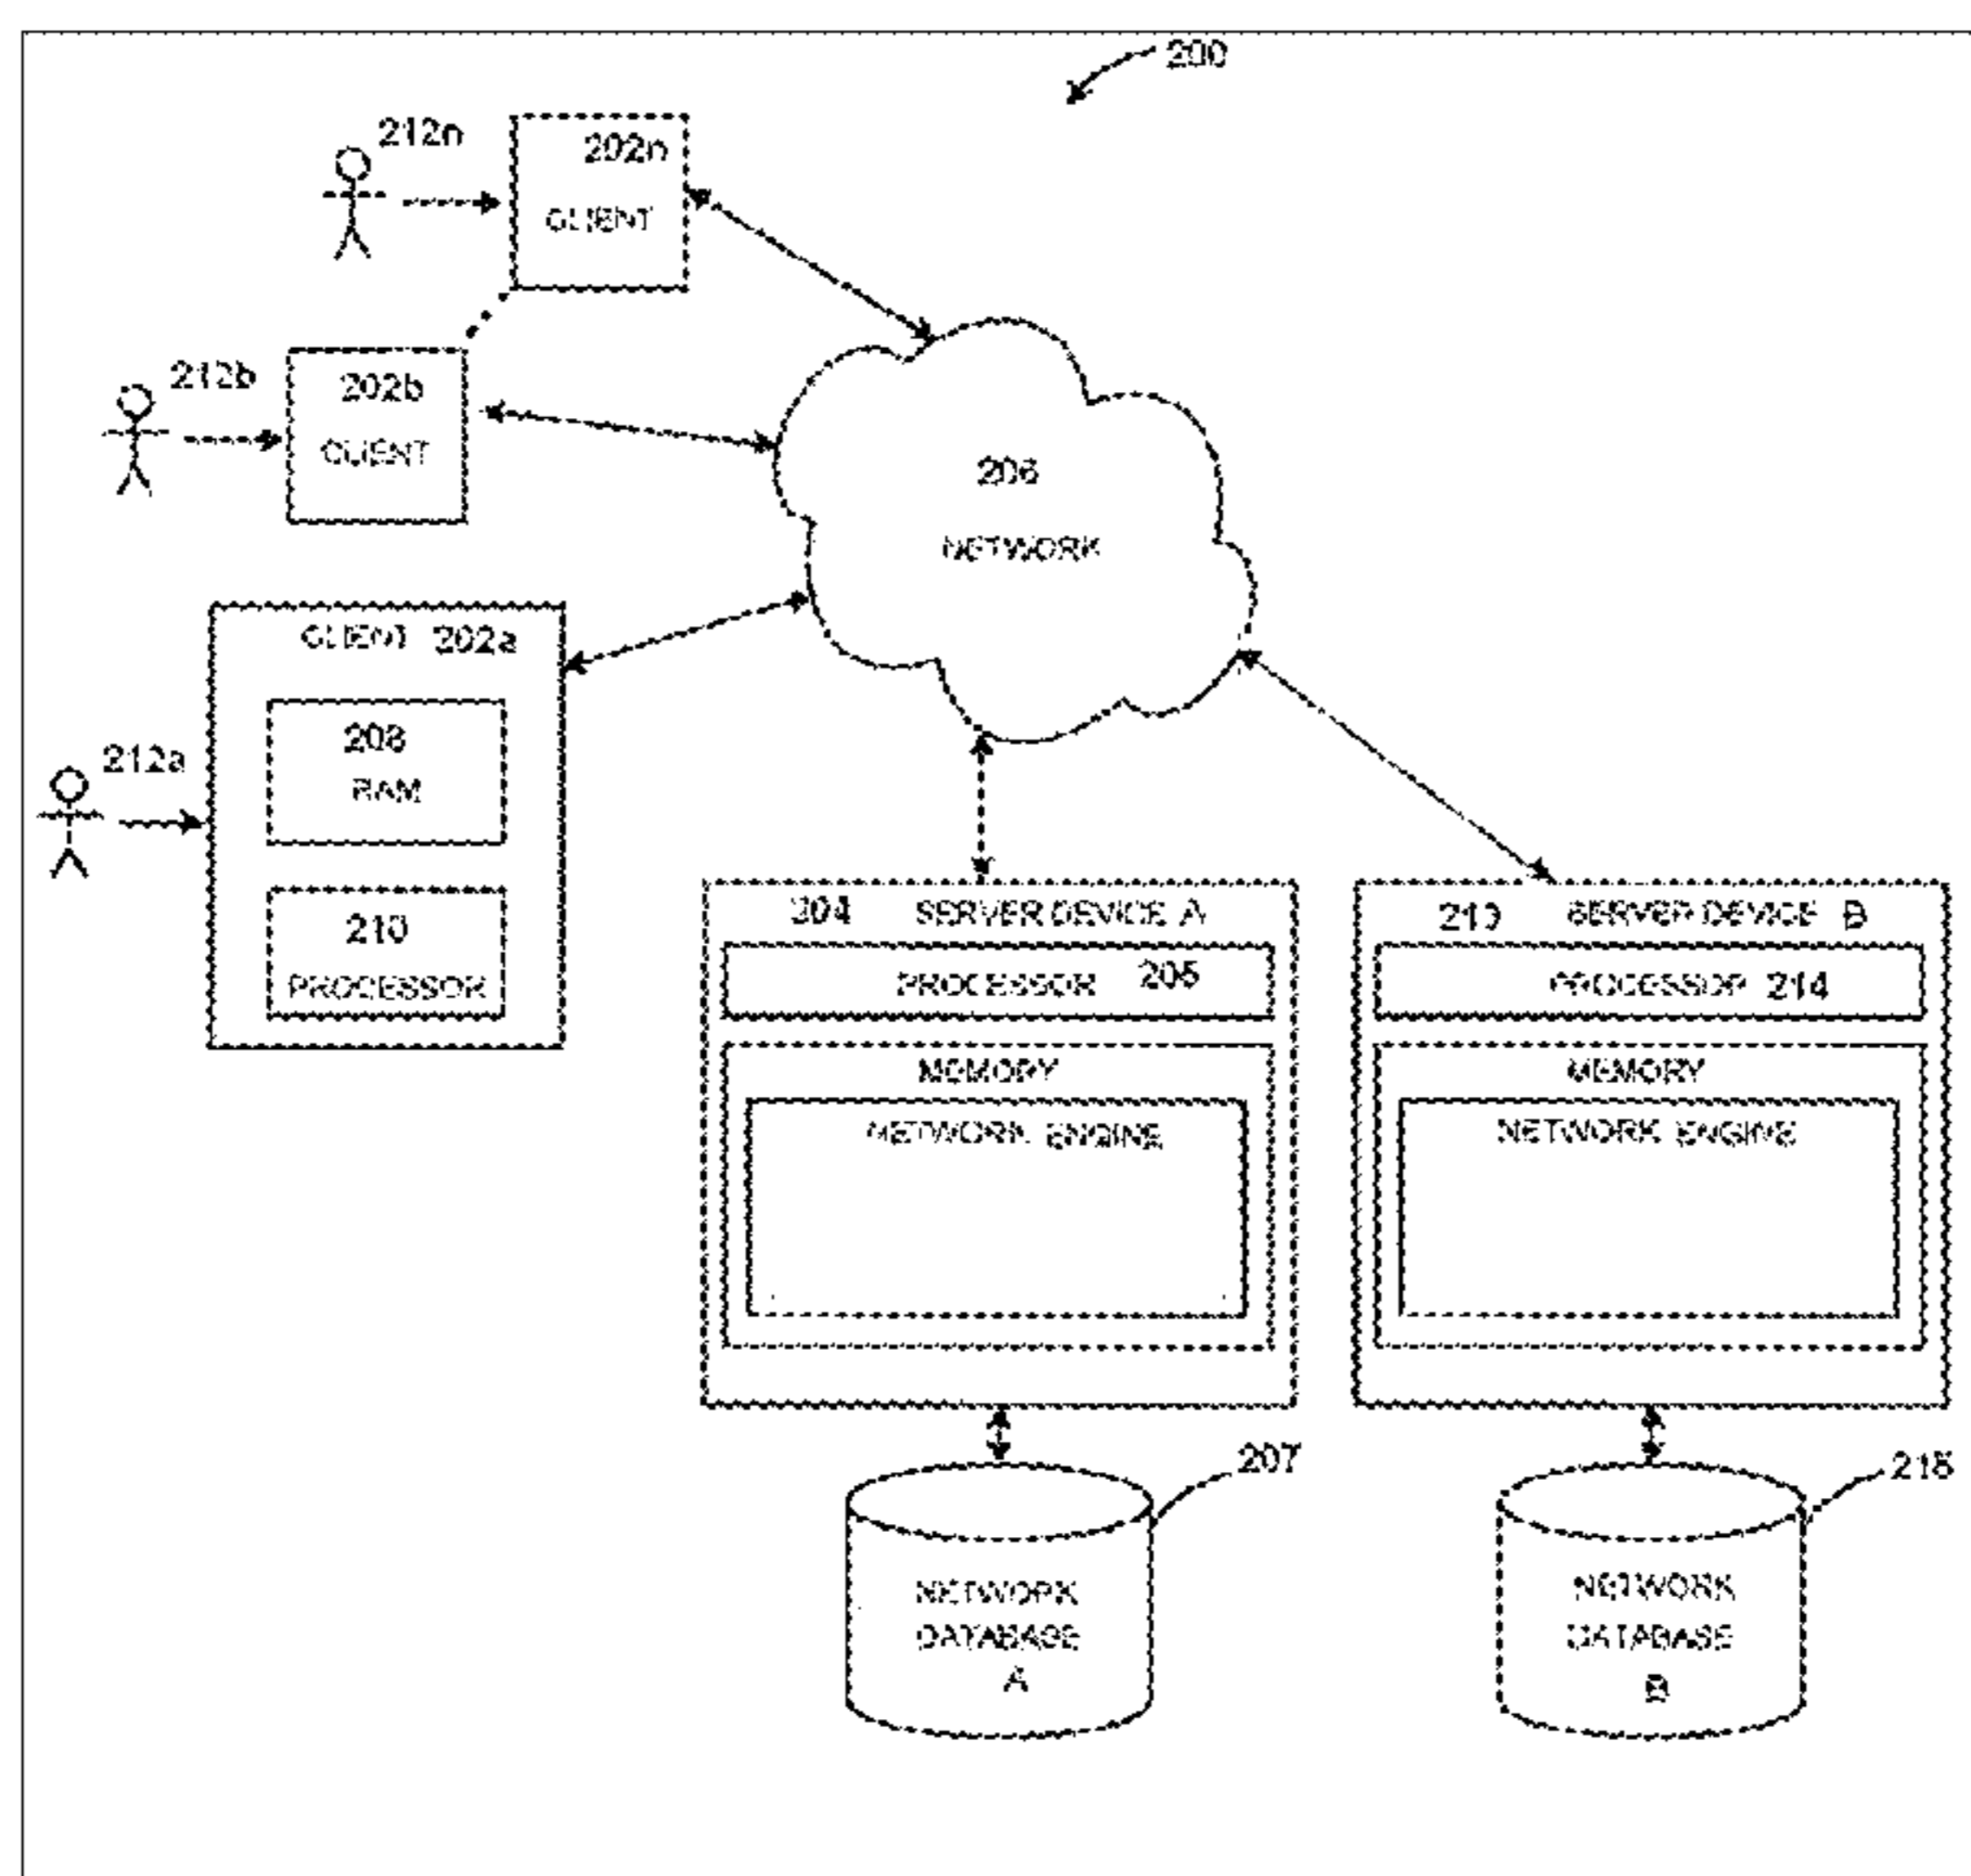 200
212n
202n
CLIENT
212b
202b
CLIENT
206
NETWORK
CLIENT 202a
208
RAM
212a
210
PROCESSOR
204 SERVER DEVICE A
PROCESSOR 205
MEMORY
NETWORK ENGINE
213 SERVER DEVICE B
PROCESSOR 214
MEMORY
NETWORK ENGINE
207
NETWORK
DATABASE
A
NETWORK
DATABASE
B